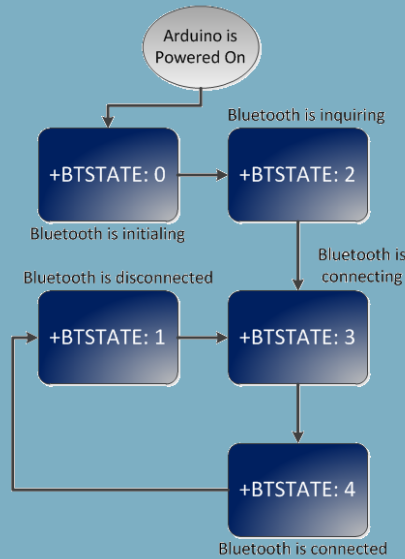 Arduino is
Powered On
Bluetooth is inquiring
+BTSTATE: 0
+BTSTATE: 2
Bluetooth is initialing
Bluetooth is
connecting
Bluetooth is disconnected
+BTSTATE: 1
+BTSTATE: 3
+BTSTATE: 4
Bluetooth is connected